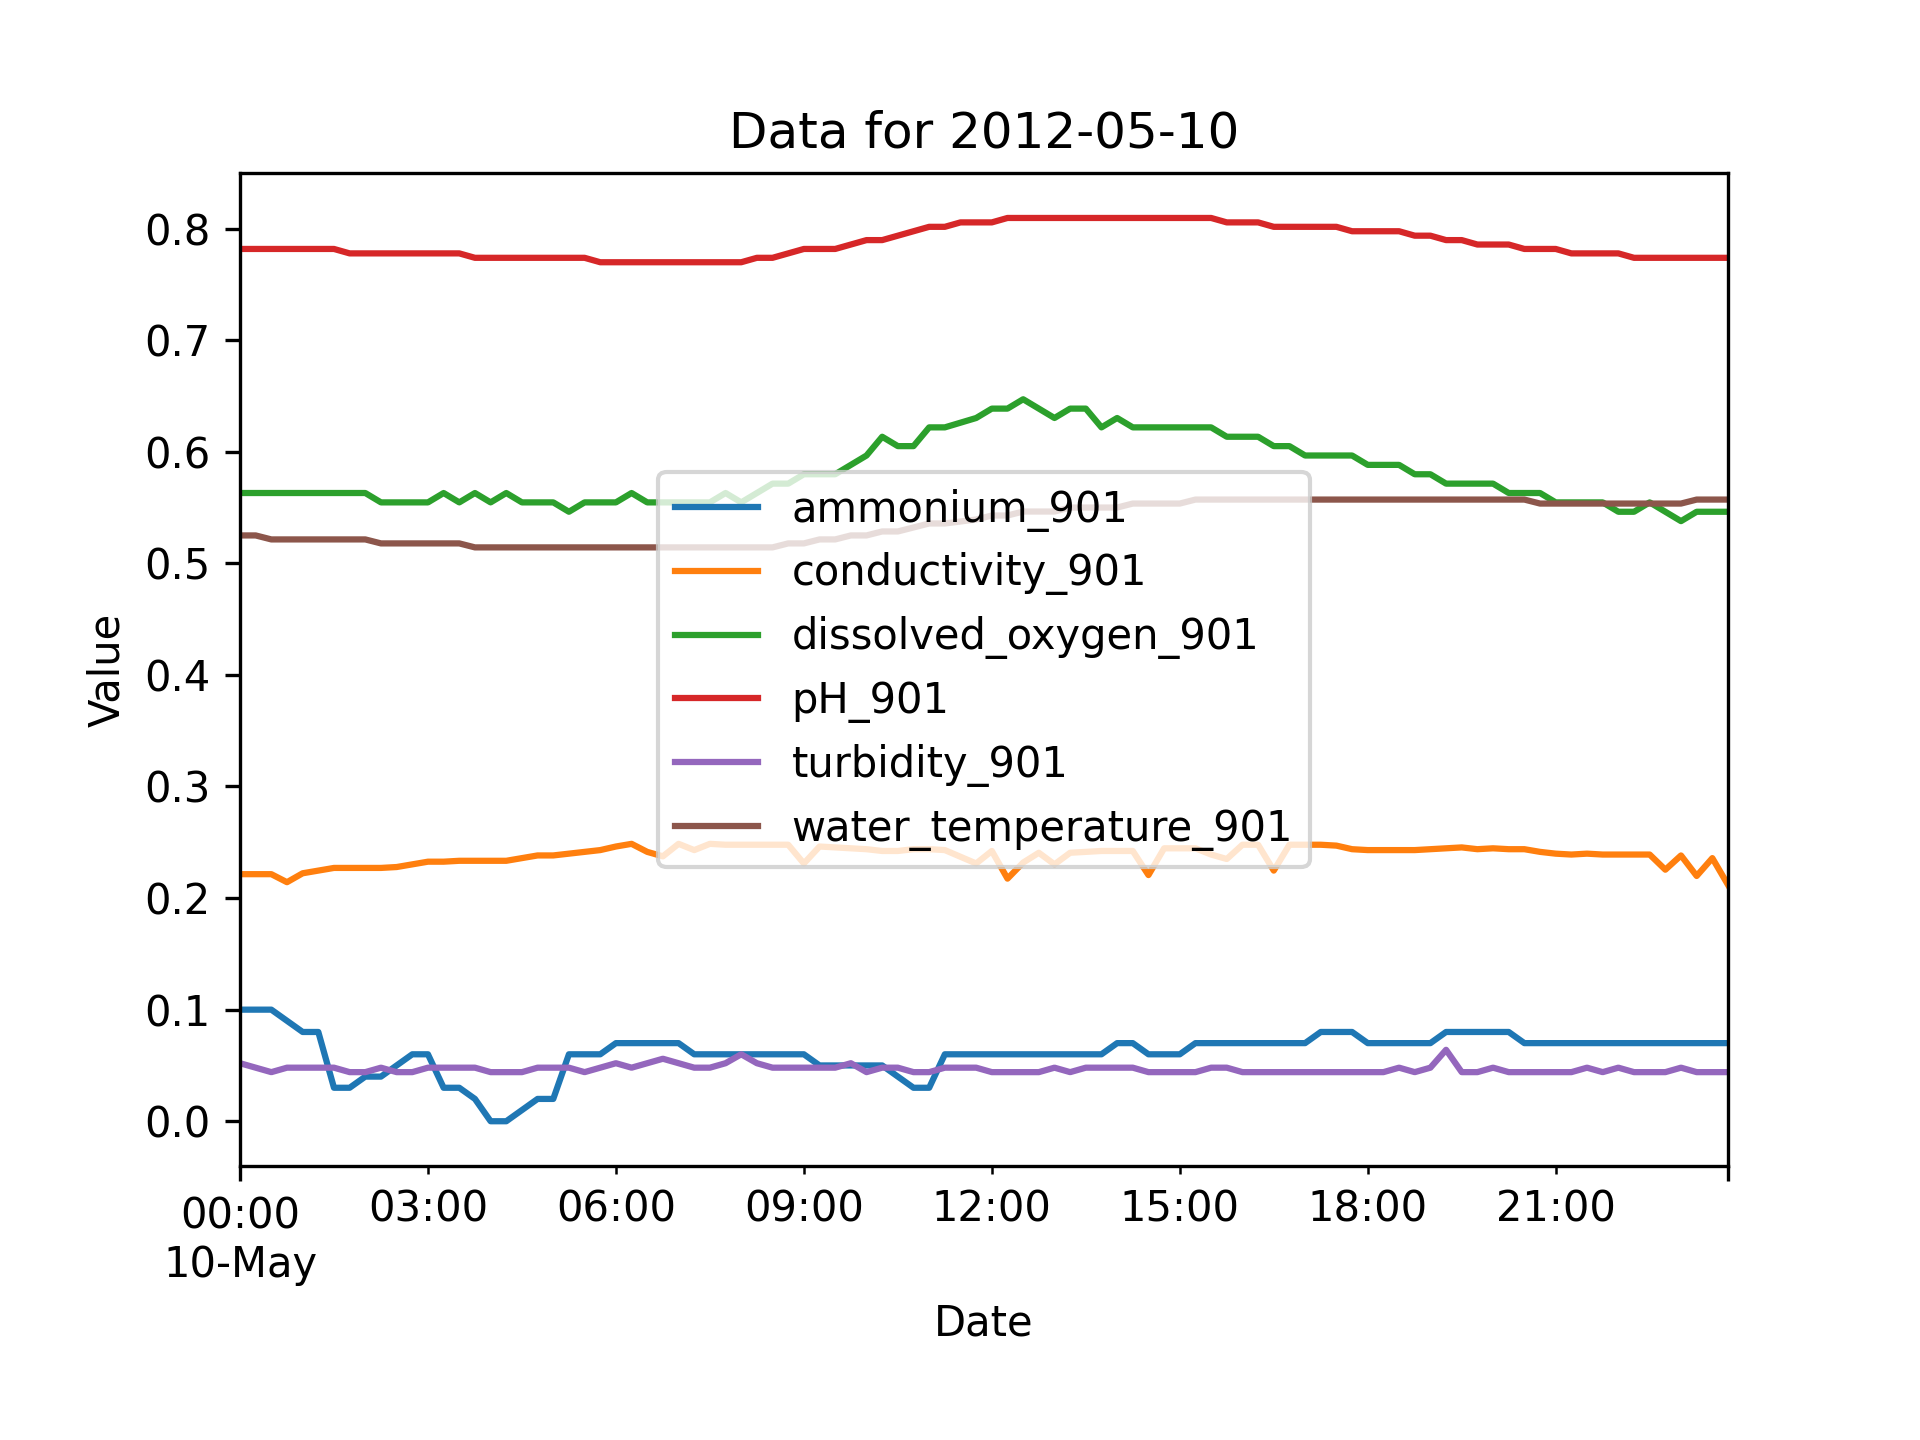 Data for 2012-05-10
Value
0.8
0.7
0.6
0.5
0.4
0.3
0.2
0.1
0.0
ammonium_901
conductivity_901
dissolved_oxygen_901
pH_901
turbidity_901
water_temperature_901
00:00 03:00 06:00 09:00 12:00 15:00 18:00 21:00
10-May
Date